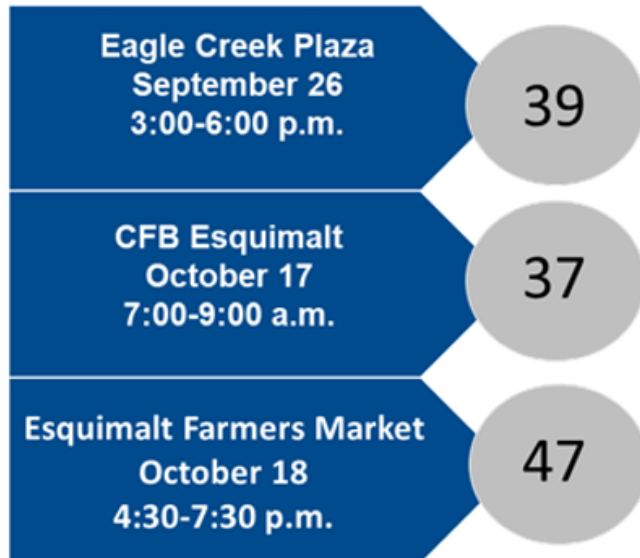 Eagle Creek Plaza
September 26
3:00-6:00 p.m.
39
CFB Esquimalt
October 17
7:00-9:00 a.m.
37
Esquimalt Farmers Market
October 18
4:30-7:30 p.m.
47